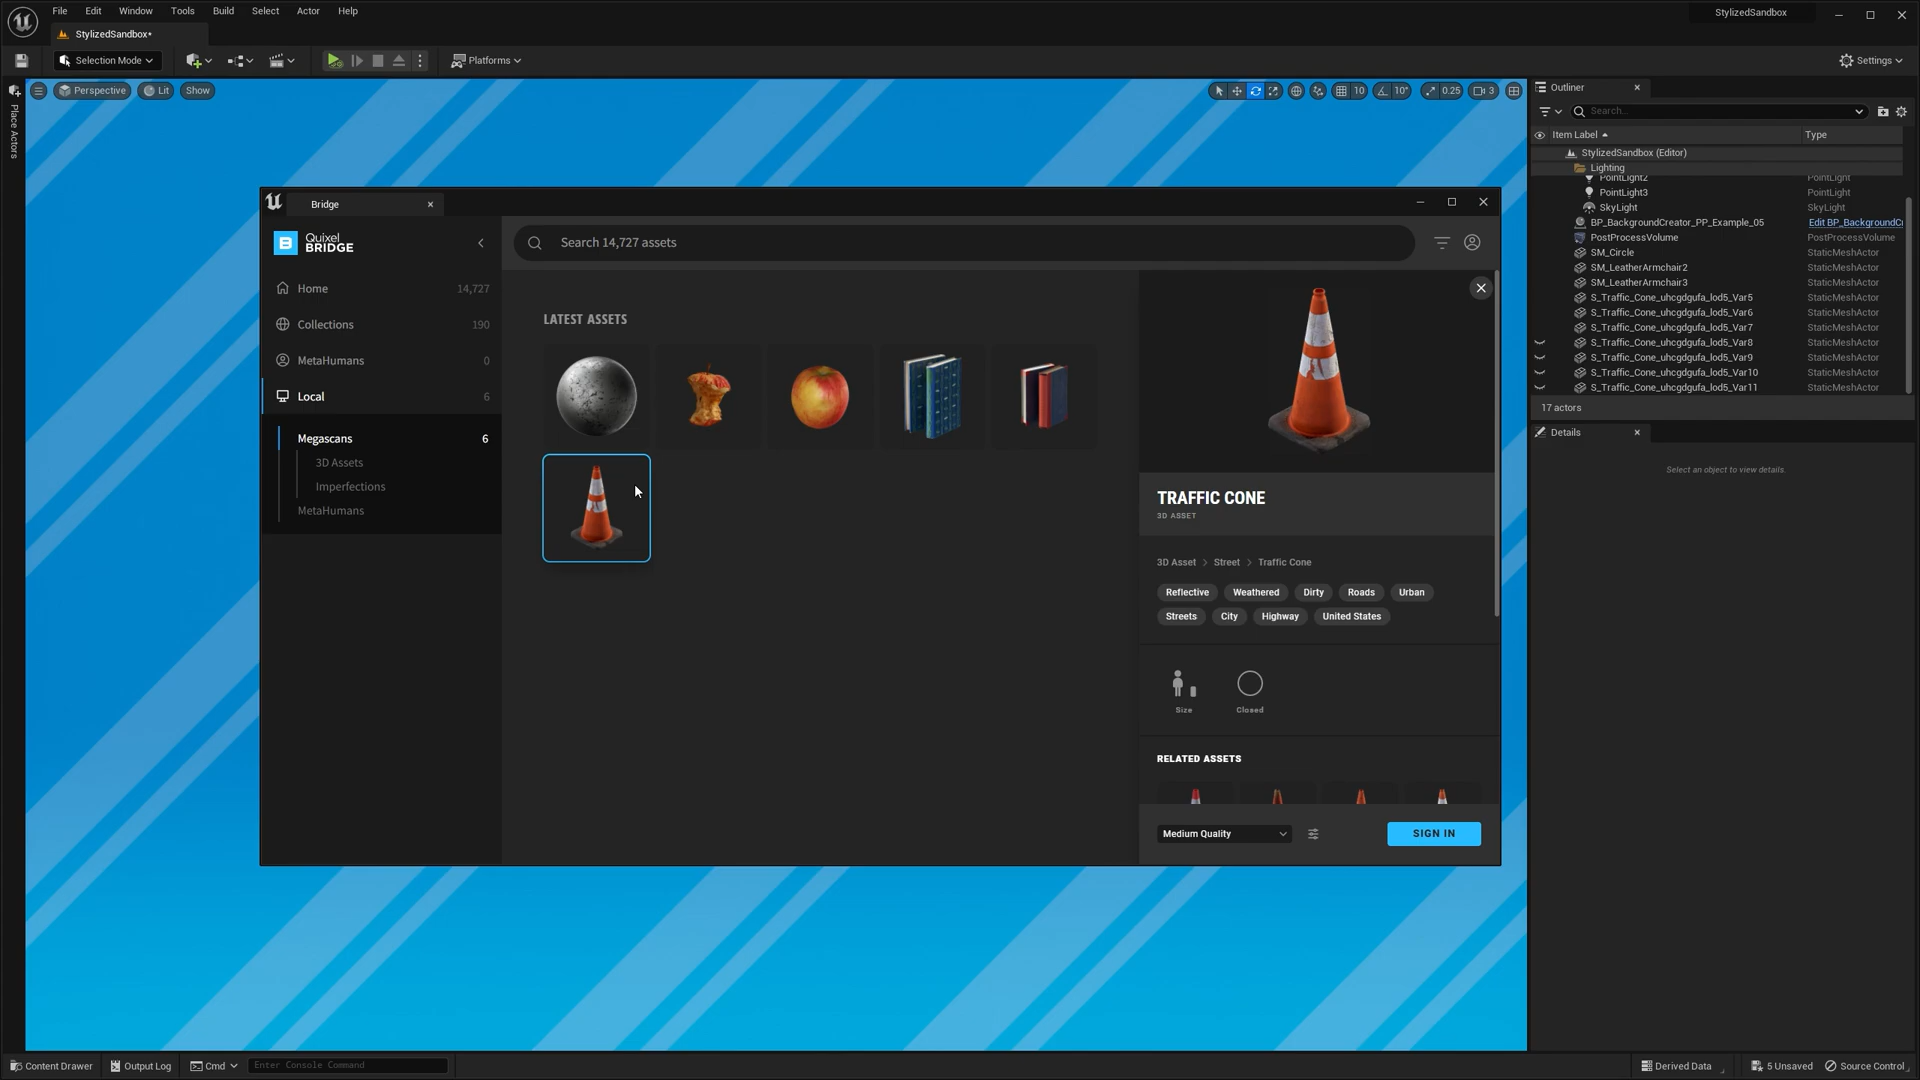 File Edit Window Tools Build Select Actor Help
StylizedSandbox
StylizedSandbox•
Selection Mode
Platforms
Settings
Place Actors
Perspective Lit Show
10 10° 0.25 3
Outliner
Search...
Item Label Type
StylizedSandbox (Editor)
Lighting
PointLight2 PointLight
PointLight3 PointLight
SkyLight SkyLight
BP_BackgroundCreator_PP_Example_05 Edit BP_BackgroundC
PostProcessVolume PostProcessVolume
SM_Circle StaticMeshActor
SM_LeatherArmchair2 StaticMeshActor
SM_LeatherArmchair3 StaticMeshActor
S_Traffic_Cone_uhcgdgufa_lod5_Var5 StaticMeshActor
S_Traffic_Cone_uhcgdgufa_lod5_Var6 StaticMeshActor
S_Traffic_Cone_uhcgdgufa_lod5_Var7 StaticMeshActor
S_Traffic_Cone_uhcgdgufa_lod5_Var8 StaticMeshActor
S_Traffic_Cone_uhcgdgufa_lod5_Var9 StaticMeshActor
S_Traffic_Cone_uhcgdgufa_lod5_Var10 StaticMeshActor
S_Traffic_Cone_uhcgdgufa_lod5_Var11 StaticMeshActor
17 actors
Details
Select an object to view details.
Bridge
B Quixel
BRIDGE
Search 14,727 assets
Home 14,727
Collections 190
MetaHumans 0
Local 6
Megascans 6
3D Assets
Imperfections
MetaHumans
LATEST ASSETS
TRAFFIC CONE
3D ASSET
3D Asset > Street > Traffic Cone
Reflective Weathered Dirty Roads Urban
Streets City Highway United States
Size Closed
RELATED ASSETS
Medium Quality
SIGN IN
Content Drawer Output Log Cmd Enter Console Command
Derived Data 5 Unsaved Source Control